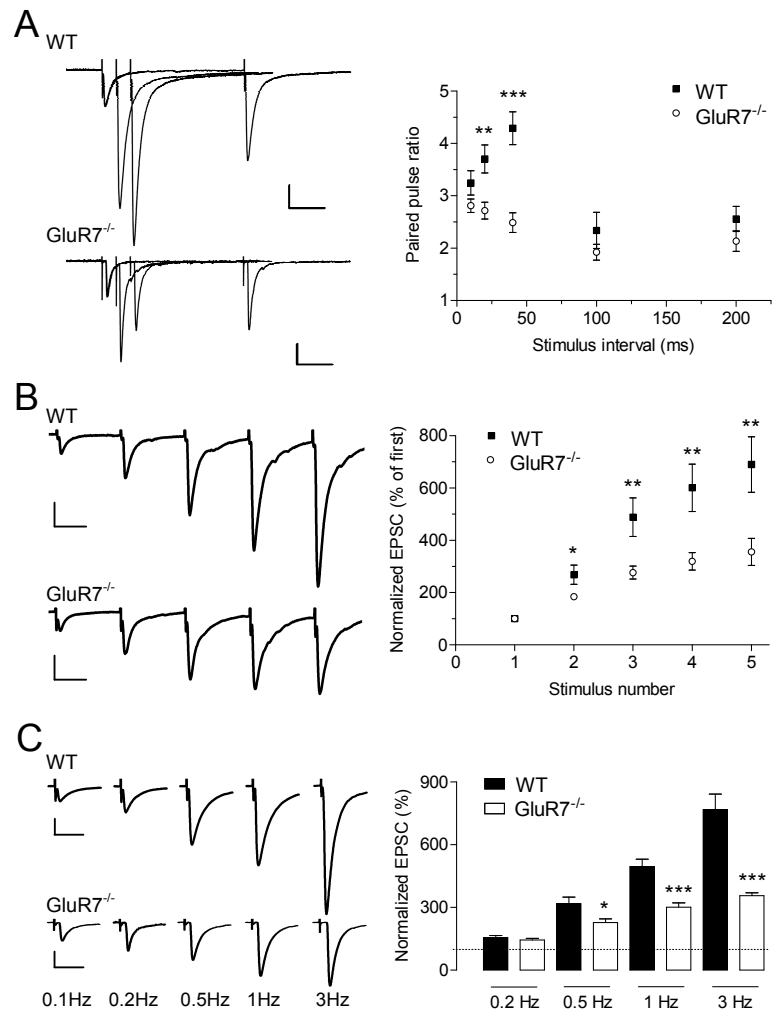 A
WT
GluR7-/-
Paired pulse ratio
5
4
3
2
1
***
**
WT
GluR7-/-
0 50 100 150 200
Stimulus interval (ms)
B
WT
GluR7-/-
Normalized EPSC (% of first)
800
600
400
200
0
WT
GluR7-/-
* ** ** **
0 1 2 3 4 5
Stimulus number
C
WT
GluR7-/-
0.1Hz 0.2Hz 0.5Hz 1Hz 3Hz
Normalized EPSC (%)
900
600
300
0
WT
GluR7-/-
* *** ***
0.2 Hz 0.5 Hz 1 Hz 3 Hz